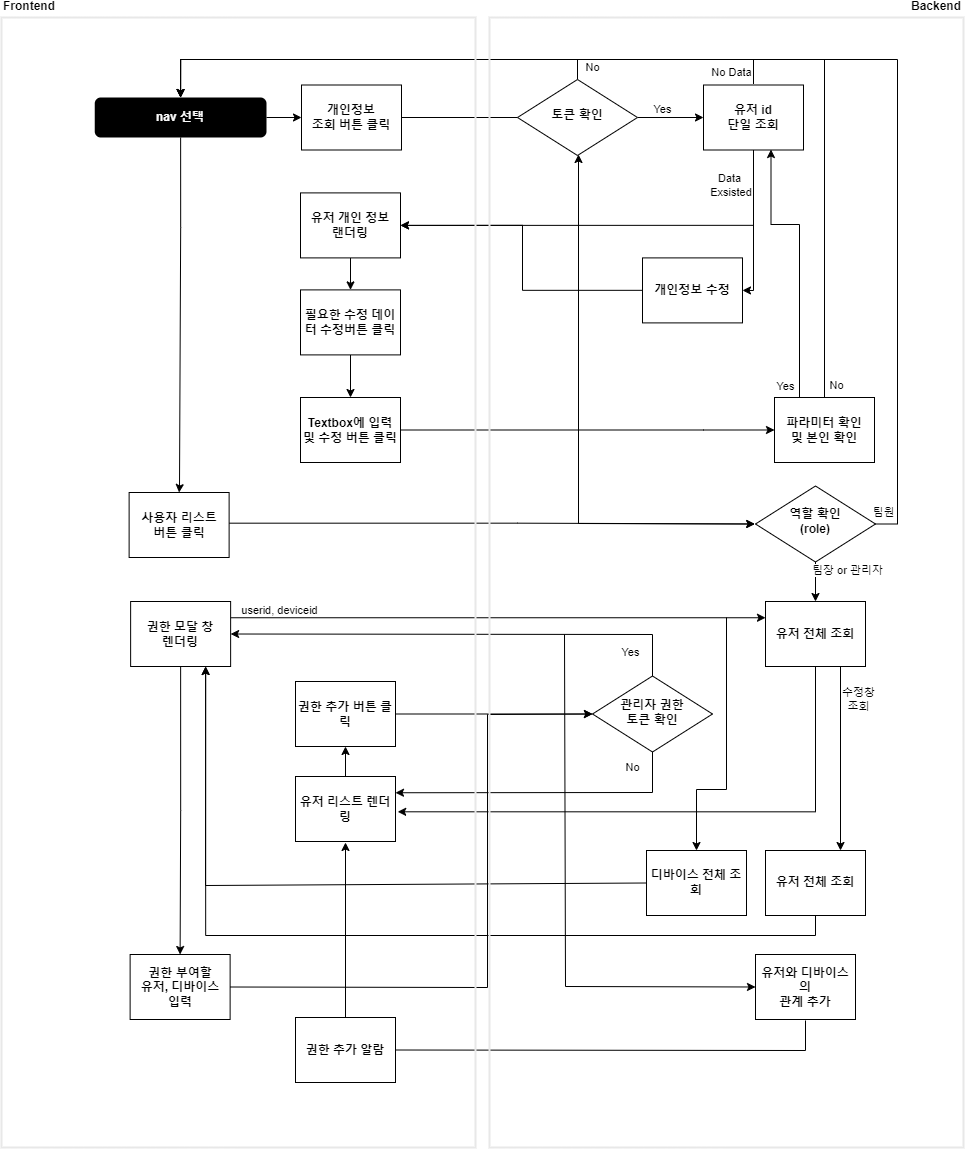 Frontend
Backend
No
No Data
nav 선택
개인정보
조회 버튼 클릭
토큰 확인
Yes
유저 id
단일 조회
Data
Exsisted
유저 개인 정보
랜더링
개인정보 수정
필요한 수정 데이
터 수정버튼 클릭
Yes
No
Textbox에 입력
및 수정 버튼 클릭
파라미터 확인
및 본인 확인
사용자 리스트
버튼 클릭
역할 확인
(role)
팀원
팀장 or 관리자
권한 모달 창
렌더링
userid, deviceid
유저 전체 조회
Yes
수정창
조회
권한 추가 버튼 클
릭
관리자 권한
토큰 확인
No
유저 리스트 렌더
링
디바이스 전체 조
회
유저 전체 조회
권한 부여할
유저, 디바이스
입력
유저와 디바이스
의
관계 추가
권한 추가 알람